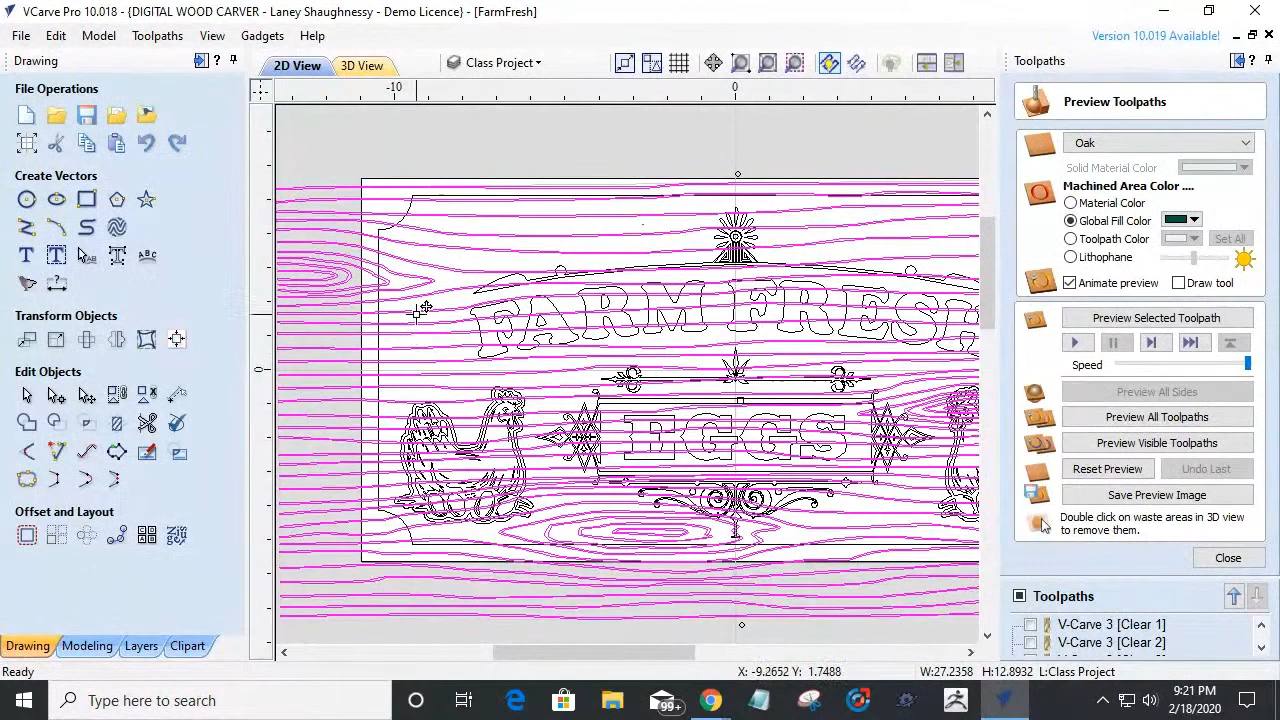 VCarve Pro 10.018 - {DIGITAL WOOD CARVER - Laney Shaughnessy - Demo Licence} - [FarmFresh]
File Edit Model Toolpaths View Gadgets Help
Version 10.019 Available!
Drawing
2D View
3D View
Class Project
Toolpaths
-10
0
0
File Operations
Create Vectors
Transform Objects
Edit Objects
Offset and Layout
FARM FRES
EGGS
Preview Toolpaths
Oak
Solid Material Color
Machined Area Color ....
Material Color
Global Fill Color
Toolpath Color
Set All
Lithophane
Animate preview
Draw tool
Preview Selected Toolpath
Speed
Preview All Sides
Preview All Toolpaths
Preview Visible Toolpaths
Reset Preview
Undo Last
Save Preview Image
Double click on waste areas in 3D view
to remove them.
Close
Toolpaths
V-Carve 3 [Clear 1]
V-Carve 3 [Clear 2]
Drawing Modeling Layers Clipart
Ready
X: -9.2652 Y: 1.7488
W:27.2358 H:12.8932 L:Class Project
Type here to search
99+
9:21 PM
2/18/2020